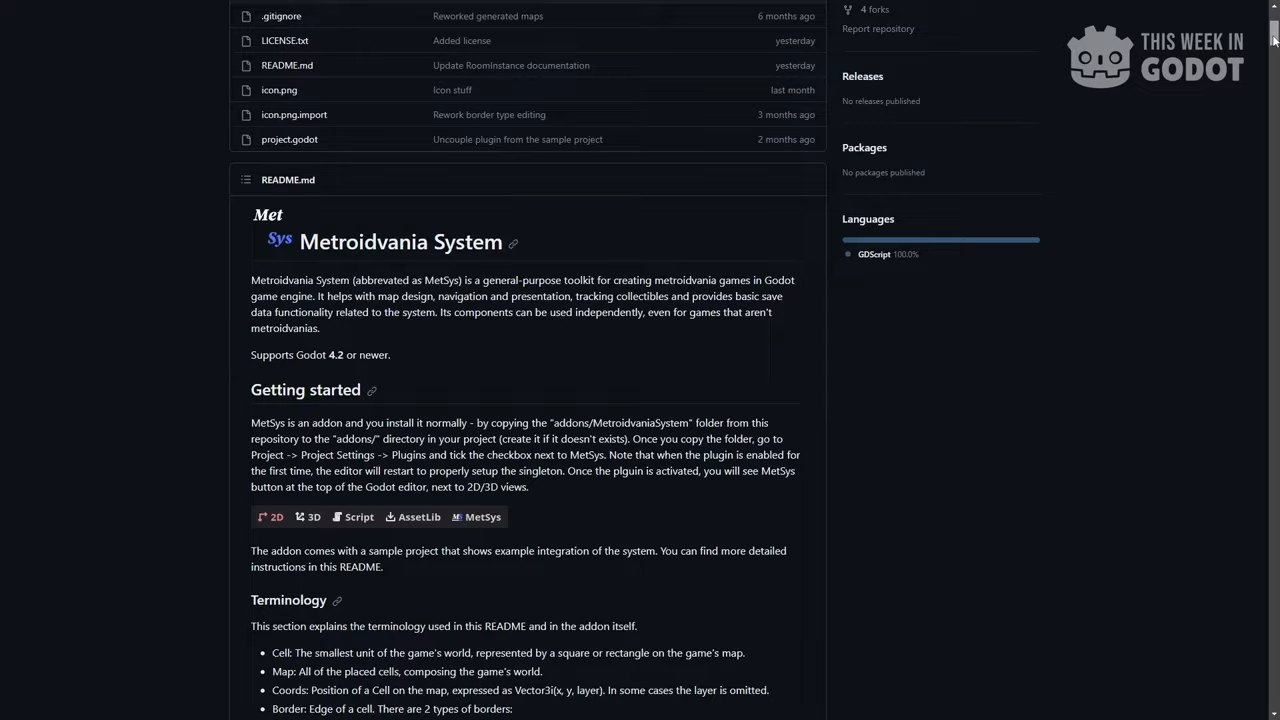 4 forks
.gitignore Reworked generated maps 6 months ago
Report repository
LICENSE.txt Added license yesterday
README.md Update RoomInstance documentation yesterday
THIS WEEK IN
GODOT
Releases
icon.png Icon stuff last month
No releases published
icon.png.import Rework border type editing 3 months ago
project.godot Uncouple plugin from the sample project 2 months ago
Packages
No packages published
README.md
Languages
GDScript 100.0%
Met
Sys Metroidvania System
Metroidvania System (abbrevated as MetSys) is a general-purpose toolkit for creating metroidvania games in Godot
game engine. It helps with map design, navigation and presentation, tracking collectibles and provides basic save
data functionality related to the system. Its components can be used independently, even for games that aren't
metroidvanias.
Supports Godot 4.2 or newer.
Getting started
MetSys is an addon and you install it normally - by copying the "addons/MetroidvaniaSystem" folder from this
repository to the "addons/" directory in your project (create it if it doesn't exists). Once you copy the folder, go to
Project -> Project Settings -> Plugins and tick the checkbox next to MetSys. Note that when the plugin is enabled for
the first time, the editor will restart to properly setup the singleton. Once the plguin is activated, you will see MetSys
button at the top of the Godot editor, next to 2D/3D views.
2D 3D Script AssetLib MetSys
The addon comes with a sample project that shows example integration of the system. You can find more detailed
instructions in this README.
Terminology
This section explains the terminology used in this README and in the addon itself.
• Cell: The smallest unit of the game's world, represented by a square or rectangle on the game's map.
• Map: All of the placed cells, composing the game's world.
• Coords: Position of a Cell on the map, expressed as Vector3i(x, y, layer). In some cases the layer is omitted.
• Border: Edge of a cell. There are 2 types of borders: